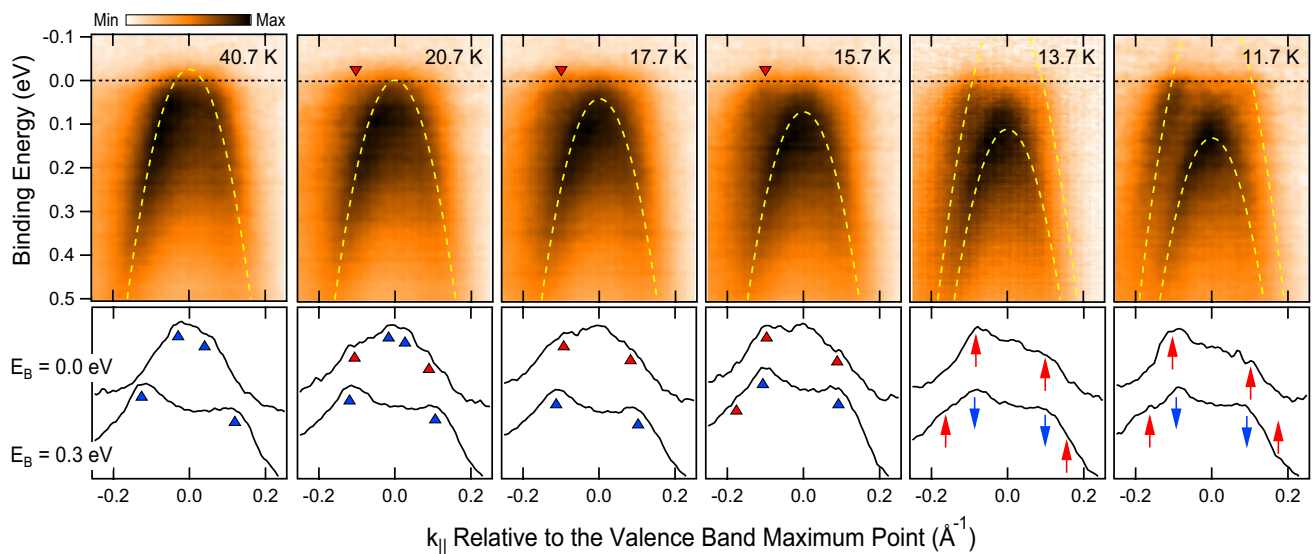 Min Max
40.7 K 20.7 K 17.7 K 15.7 K 13.7 K 11.7 K
Binding Energy (eV)
-0.1
0.0
0.1
0.2
0.3
0.4
0.5
E_B = 0.0 eV
E_B = 0.3 eV
-0.2 0.0 0.2 -0.2 0.0 0.2 -0.2 0.0 0.2 -0.2 0.0 0.2 -0.2 0.0 0.2 -0.2 0.0 0.2
k_|| Relative to the Valence Band Maximum Point (Å^-1)